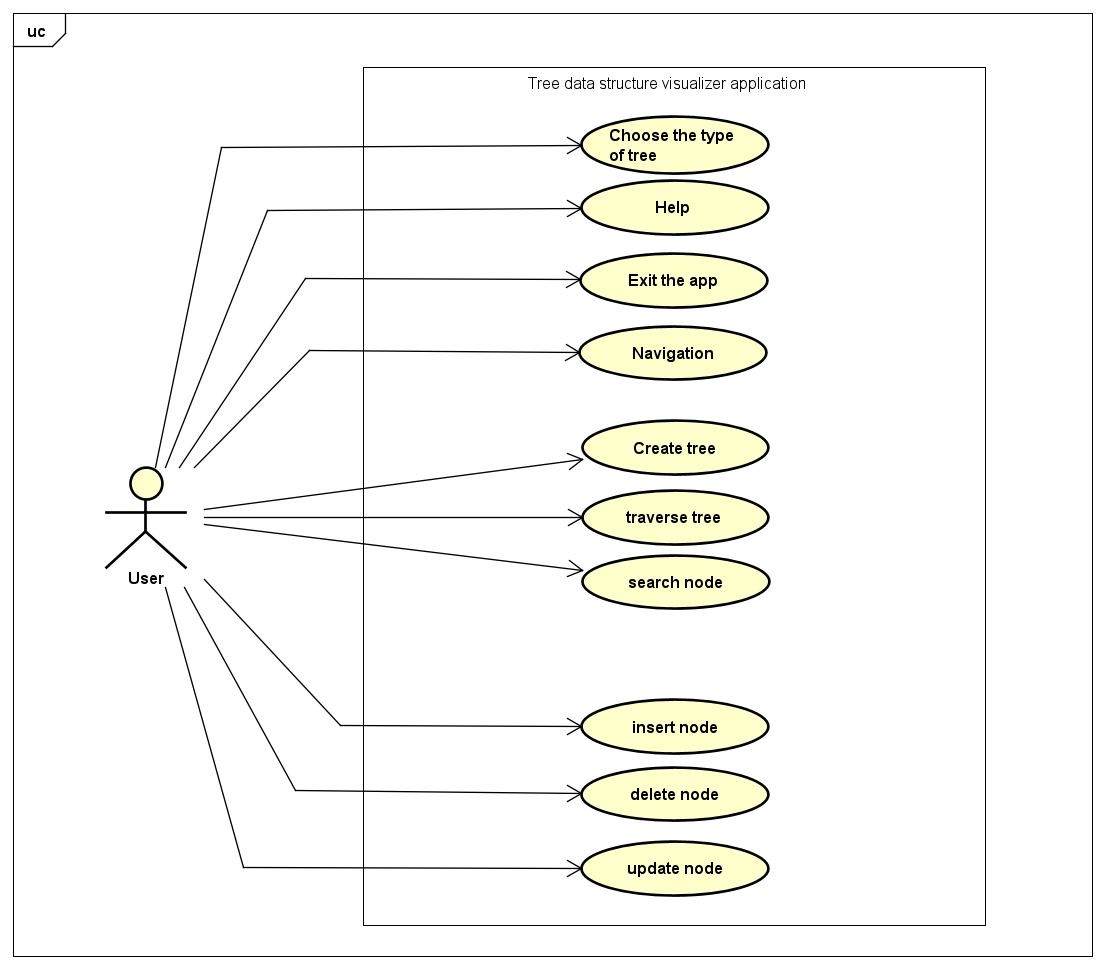 uc
Tree data structure visualizer application
Choose the type
of tree
Help
Exit the app
Navigation
Create tree
traverse tree
search node
User
insert node
delete node
update node